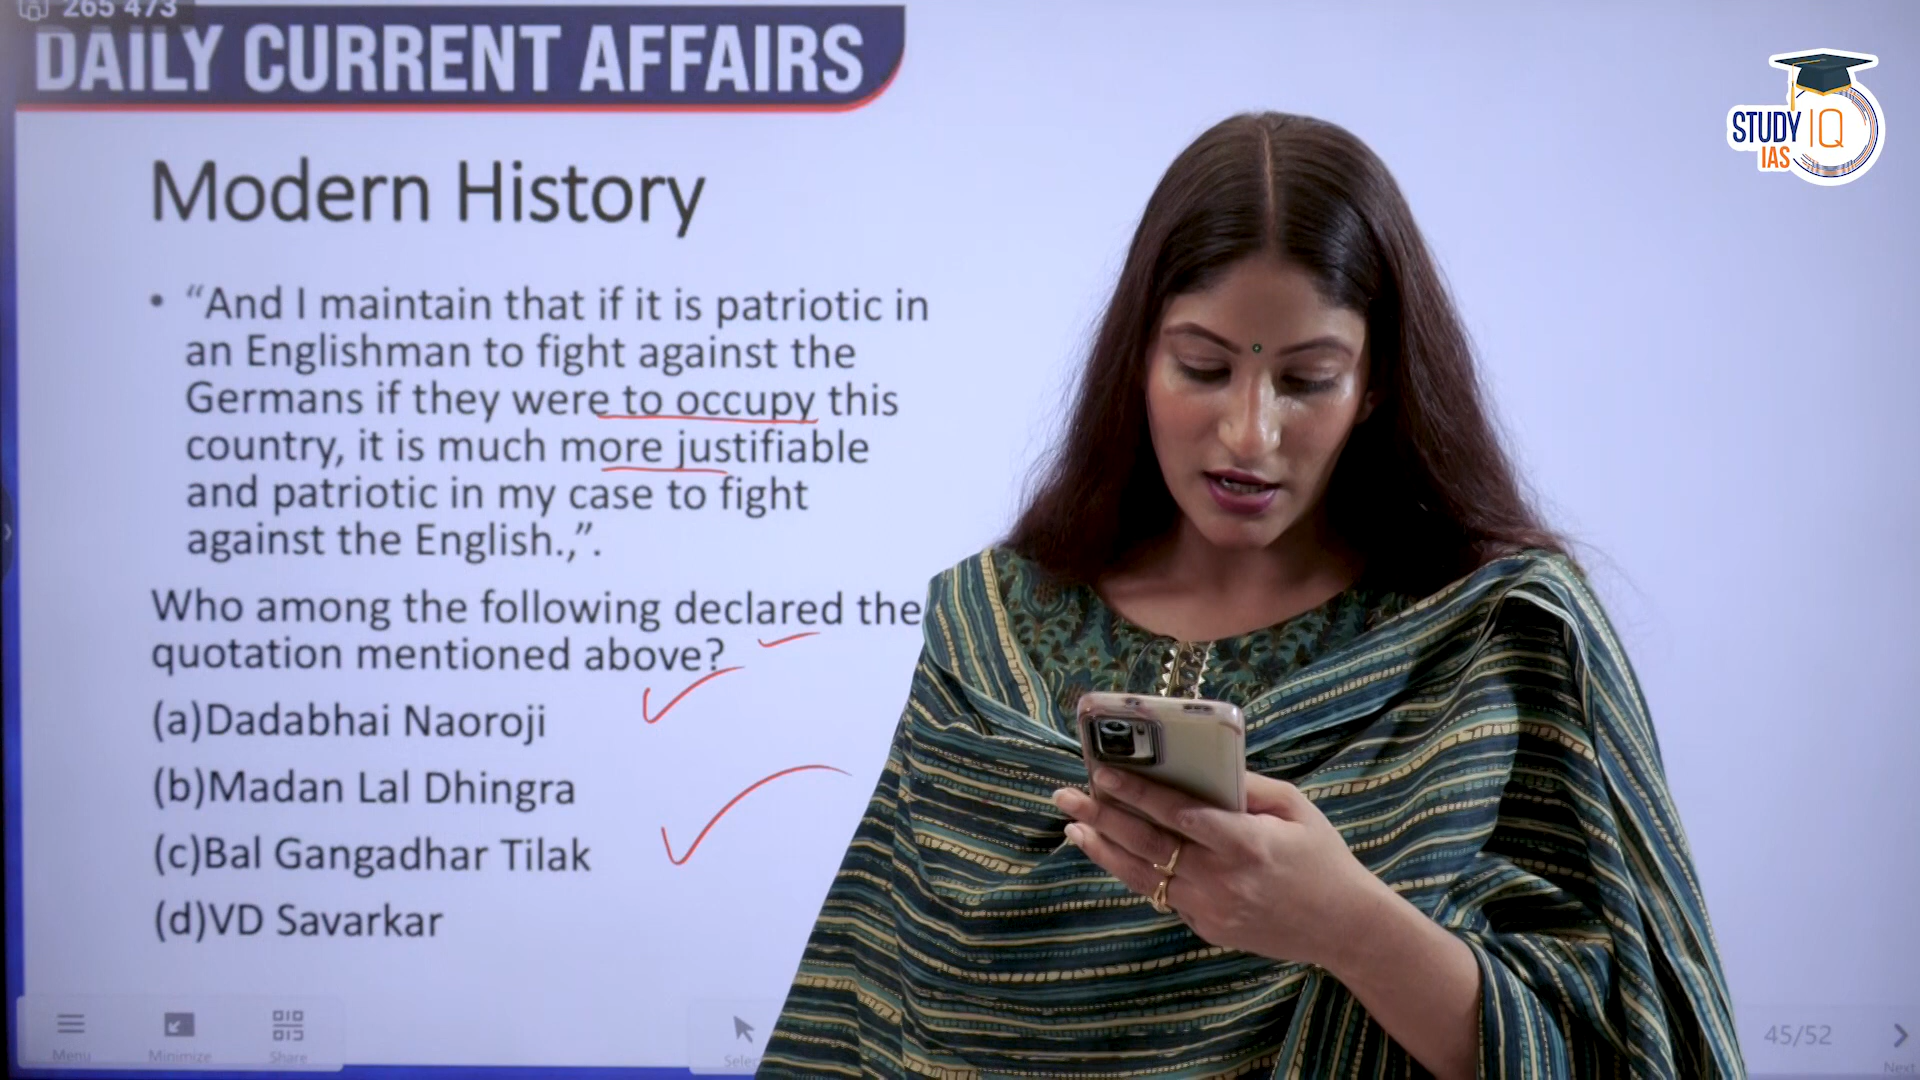 265 473
DAILY CURRENT AFFAIRS
STUDY IQ
IAS
Modern History
• “And I maintain that if it is patriotic in
an Englishman to fight against the
Germans if they were to occupy this
country, it is much more justifiable
and patriotic in my case to fight
against the English.,”.
Who among the following declared the
quotation mentioned above?
(a)Dadabhai Naoroji
(b)Madan Lal Dhingra
(c)Bal Gangadhar Tilak
(d)VD Savarkar
Menu Minimize Share
45/52
Next